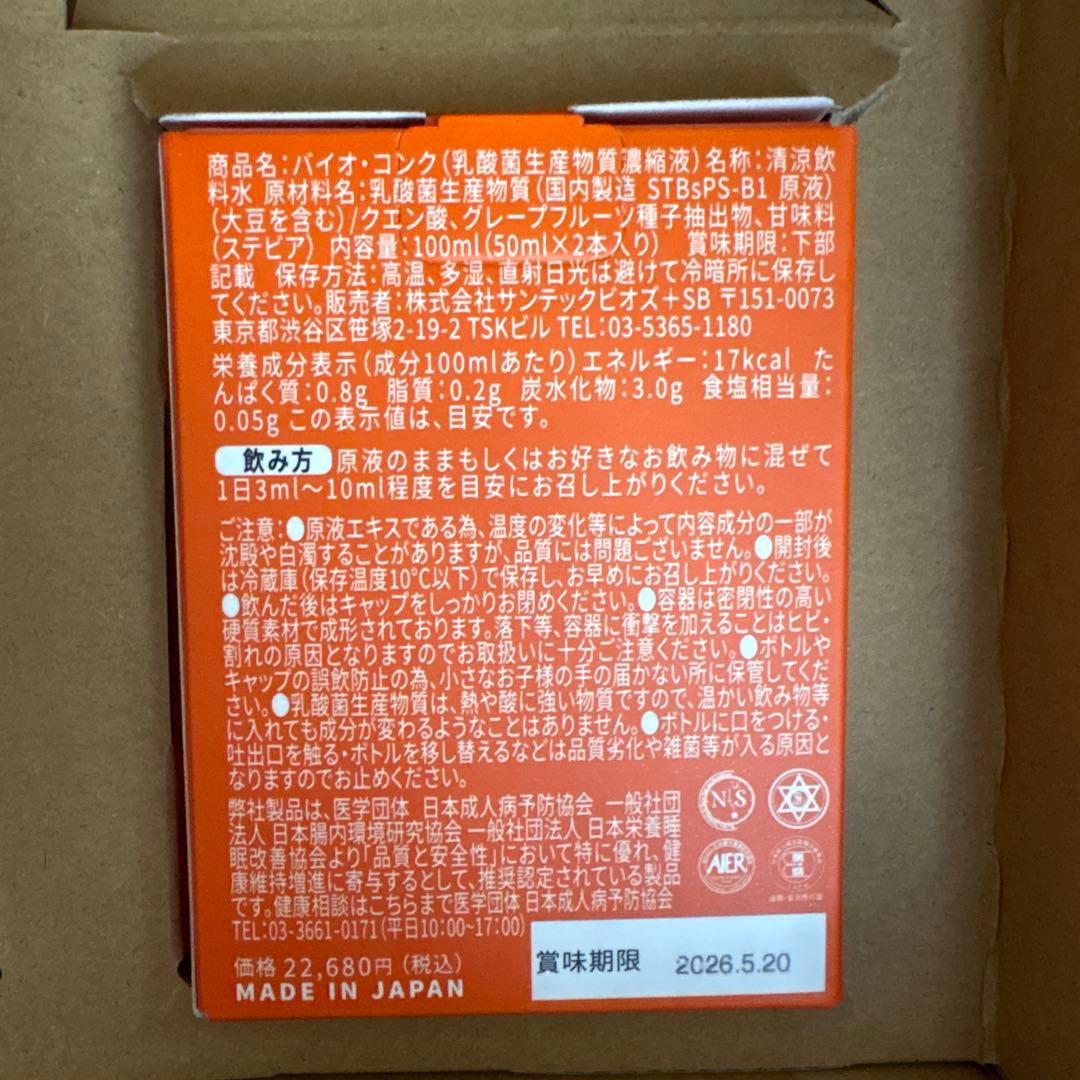 商品名：バイオ・コンク（乳酸菌生産物質濃縮液）名称：清涼飲
料水 原材料名：乳酸菌生産物質（国内製造 STBsPS-B1 原液）
（大豆を含む）/クエン酸、グレープフルーツ種子抽出物、甘味料
（ステビア） 内容量：100ml（50ml×2本入り） 賞味期限：下部
記載 保存方法：高温、多湿、直射日光は避けて冷暗所に保存し
てください。販売者：株式会社サンテックビオズ＋SB 〒151-0073
東京都渋谷区笹塚2-19-2 TSKビル TEL：03-5365-1180
栄養成分表示（成分100mlあたり）エネルギー：17kcal た
んぱく質：0.8g 脂質：0.2g 炭水化物：3.0g 食塩相当量：
0.05g この表示値は、目安です。
飲み方 原液のままもしくはお好きなお飲み物に混ぜて
1日3ml〜10ml程度を目安にお召し上がりください。
ご注意：●原液エキスである為、温度の変化等によって内容成分の一部が
沈殿や白濁することがありますが、品質には問題ございません。●開封後
は冷蔵庫（保存温度10℃以下）で保存し、お早めにお召し上がりください。
●飲んだ後はキャップをしっかりお閉めください。●容器は密閉性の高い
硬質素材で成形されております。落下等、容器に衝撃を加えることはヒビ・
割れの原因となりますのでお取扱いに十分ご注意ください。●ボトルや
キャップの誤飲防止の為、小さなお子様の手の届かない所に保管してくだ
さい。●乳酸菌生産物質は、熱や酸に強い物質ですので、温かい飲み物等
に入れても成分が変わるようなことはありません。●ボトルに口をつける・
吐出口を触る・ボトルを移し替えるなどは品質劣化や雑菌等が入る原因と
なりますのでお止めください。
弊社製品は、医学団体 日本成人病予防協会 一般社団
法人 日本腸内環境研究協会 一般社団法人 日本栄養睡
眠改善協会より「品質と安全性」において特に優れ、健
康維持増進に寄与するとして、推奨認定されている製品
です。健康相談はこちらまで医学団体 日本成人病予防協会
TEL：03-3661-0171（平日10：00〜17：00）
NS
AIER
価格 22,680円（税込）
MADE IN JAPAN
賞味期限 2026.5.20